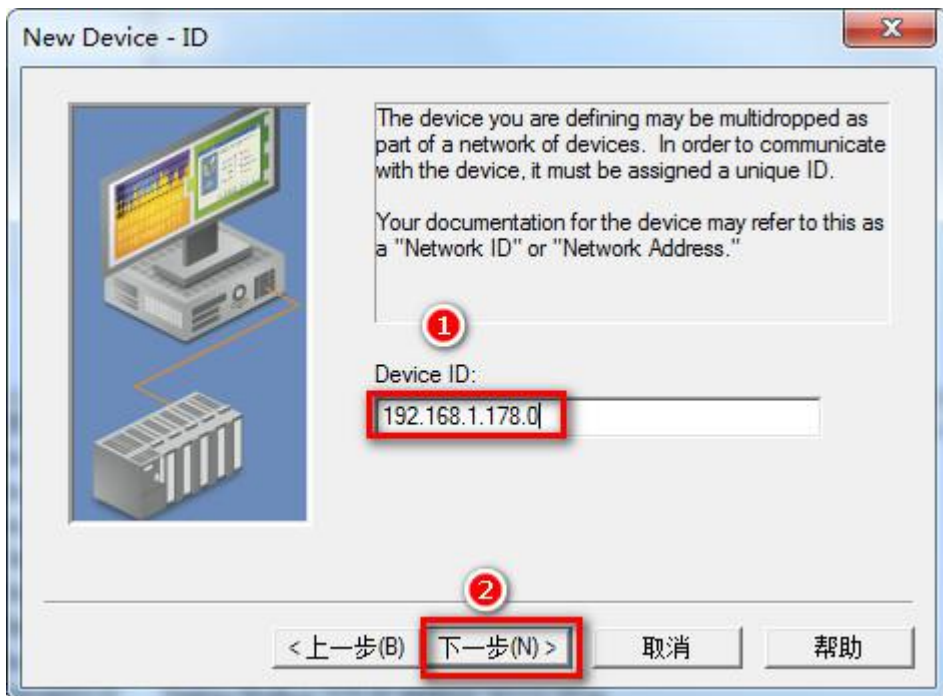 New Device - ID
The device you are defining may be multidropped as
part of a network of devices. In order to communicate
with the device, it must be assigned a unique ID.
Your documentation for the device may refer to this as
a "Network ID" or "Network Address."
1
Device ID:
192.168.1.178.0
2
<上一步(B) 下一步(N)> 取消 帮助